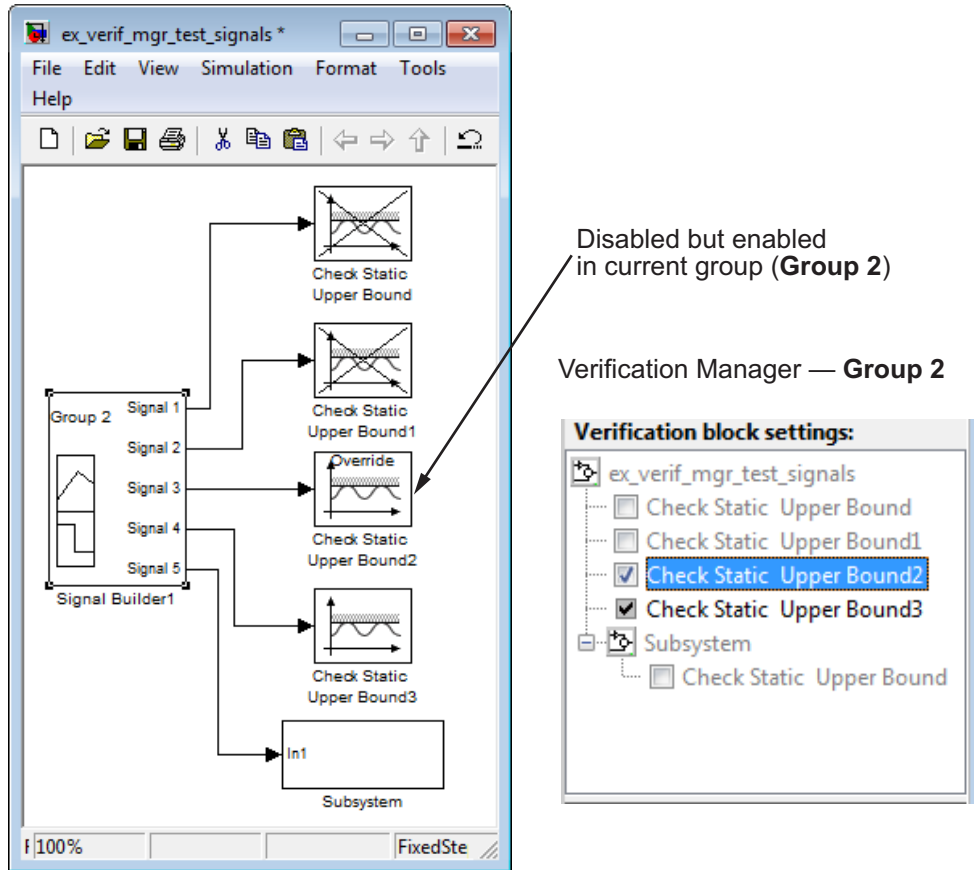 ex_verif_mgr_test_signals *
File Edit View Simulation Format Tools
Help
Check Static
Upper Bound
Check Static
Upper Bound1
Override
Check Static
Upper Bound2
Check Static
Upper Bound3
Group 2
Signal 1
Signal 2
Signal 3
Signal 4
Signal 5
Signal Builder1
In1
Subsystem
100%
FixedSte
Disabled but enabled
in current group (Group 2)
Verification Manager — Group 2
Verification block settings:
ex_verif_mgr_test_signals
Check Static Upper Bound
Check Static Upper Bound1
Check Static Upper Bound2
Check Static Upper Bound3
Subsystem
Check Static Upper Bound